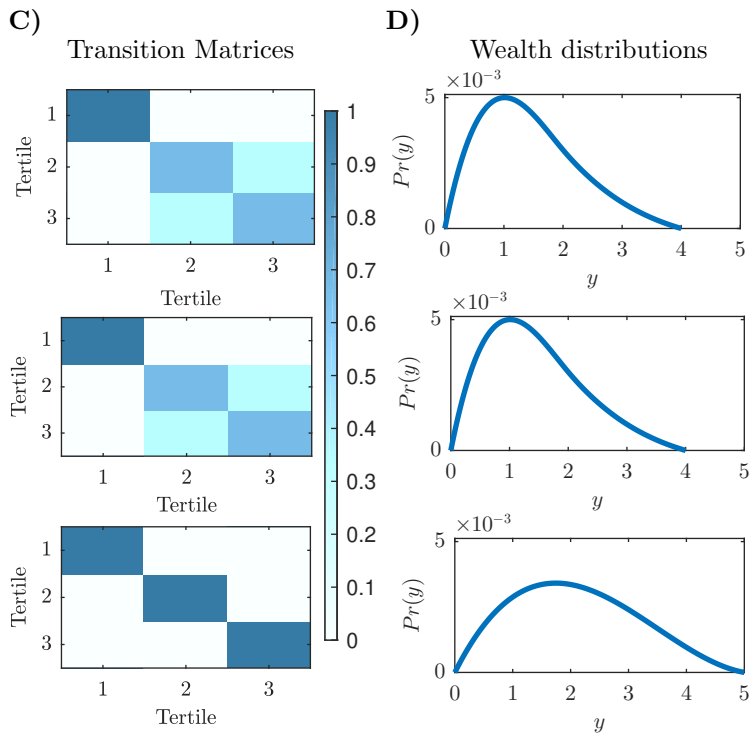 C)
Transition Matrices
Tertile
1
2
3
1 2 3
Tertile
Tertile
1
2
3
1 2 3
Tertile
Tertile
1
2
3
1 2 3
Tertile
1
0.9
0.8
0.7
0.6
0.5
0.4
0.3
0.2
0.1
0
D)
Wealth distributions
×10⁻³
5
Pr(y)
0
0 1 2 3 4 5
y
×10⁻³
5
Pr(y)
0
0 1 2 3 4 5
y
×10⁻³
5
Pr(y)
0
0 1 2 3 4 5
y